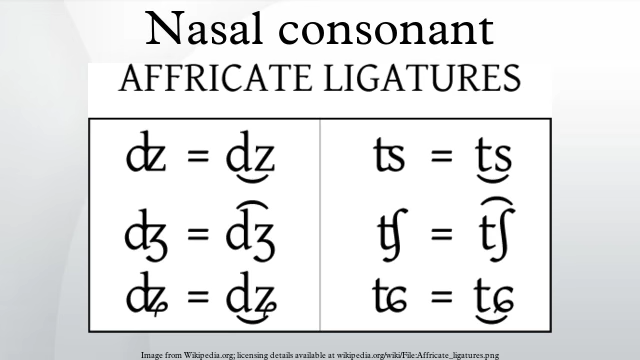 Nasal consonant
AFFRICATE LIGATURES
ʣ = d͜z ʦ = t͜s
ʤ = d͡ʒ ʧ = t͡ʃ
ʥ = d͜ʑ ʨ = t͜ɕ
Image from Wikipedia.org; licensing details available at wikipedia.org/wiki/File:Affricate_ligatures.png